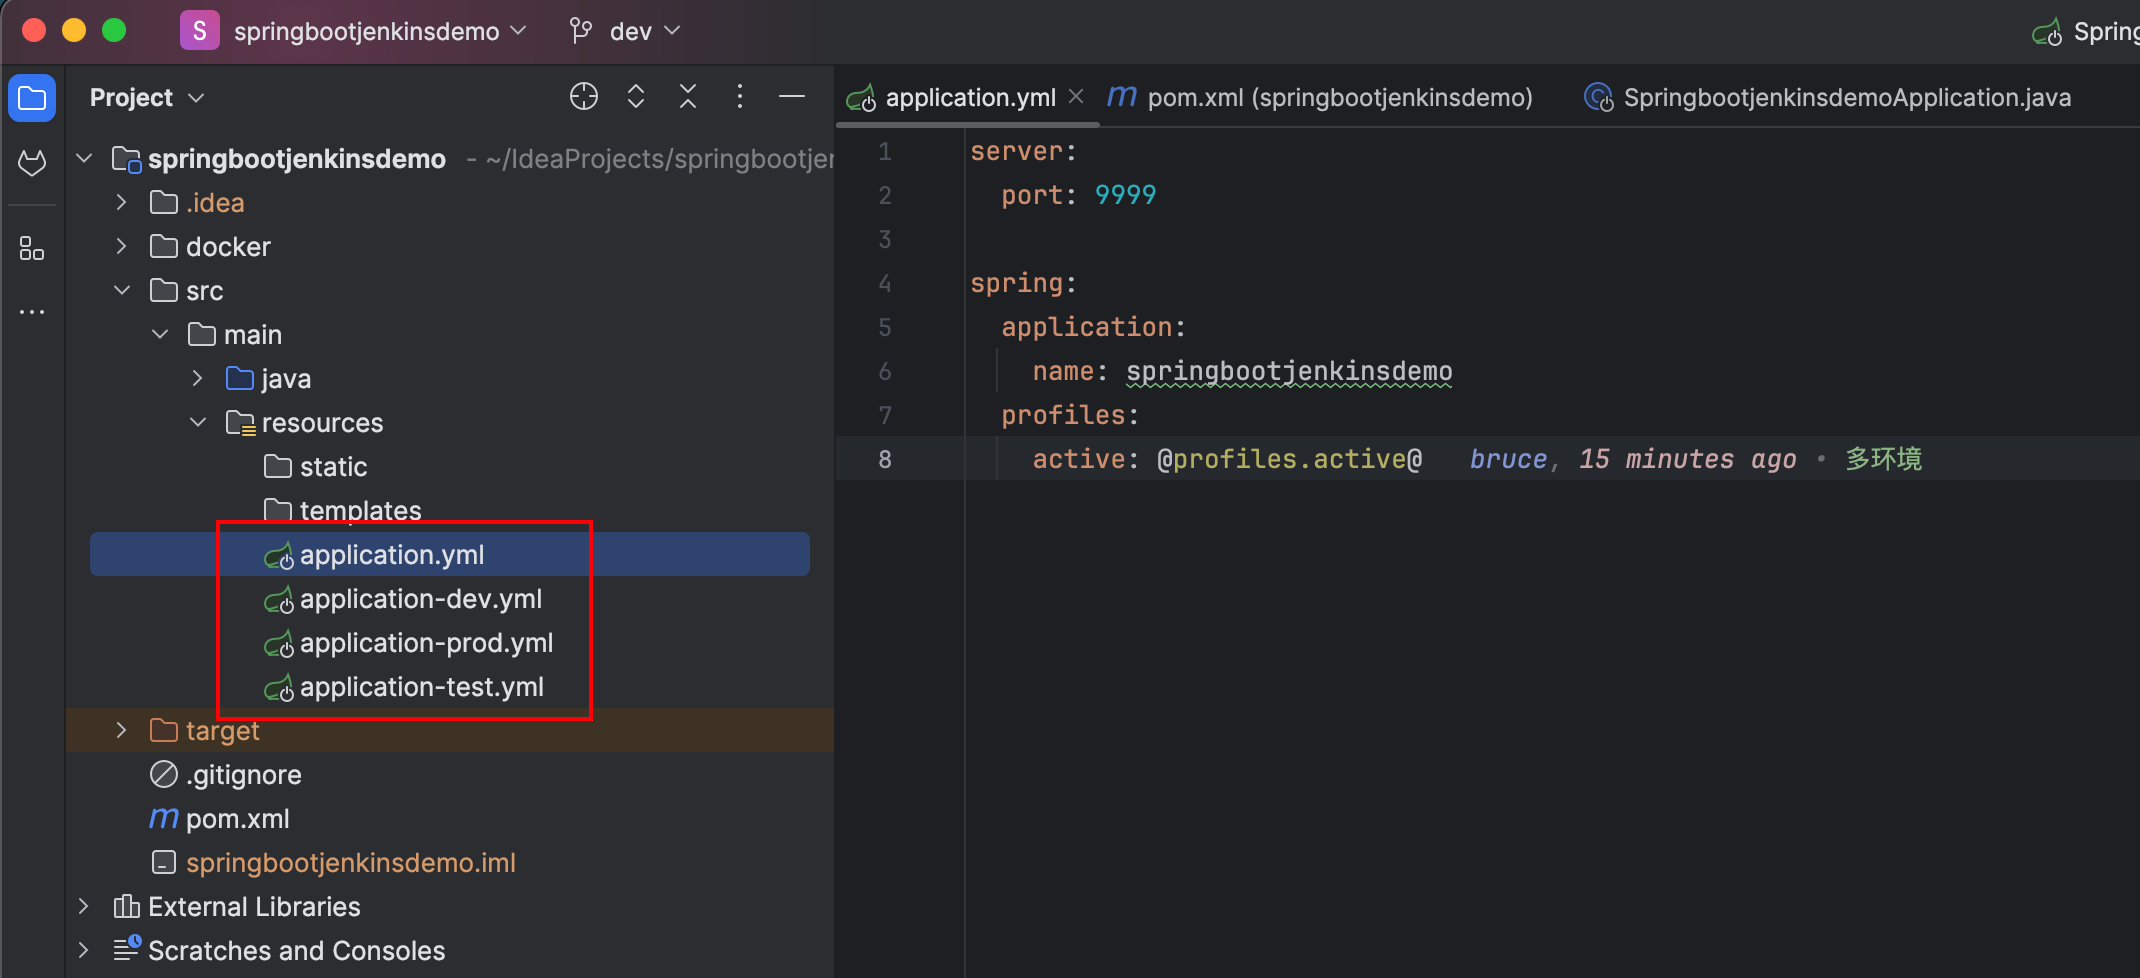 S springbootjenkinsdemo dev
Spring
Project
springbootjenkinsdemo - ~/IdeaProjects/springbootjen
.idea
docker
src
main
java
resources
static
templates
application.yml
application-dev.yml
application-prod.yml
application-test.yml
target
.gitignore
m pom.xml
springbootjenkinsdemo.iml
External Libraries
Scratches and Consoles
application.yml m pom.xml (springbootjenkinsdemo) SpringbootjenkinsdemoApplication.java
1 server:
2 port: 9999
3
4 spring:
5 application:
6 name: springbootjenkinsdemo
7 profiles:
8 active: @profiles.active@ bruce, 15 minutes ago • 多环境